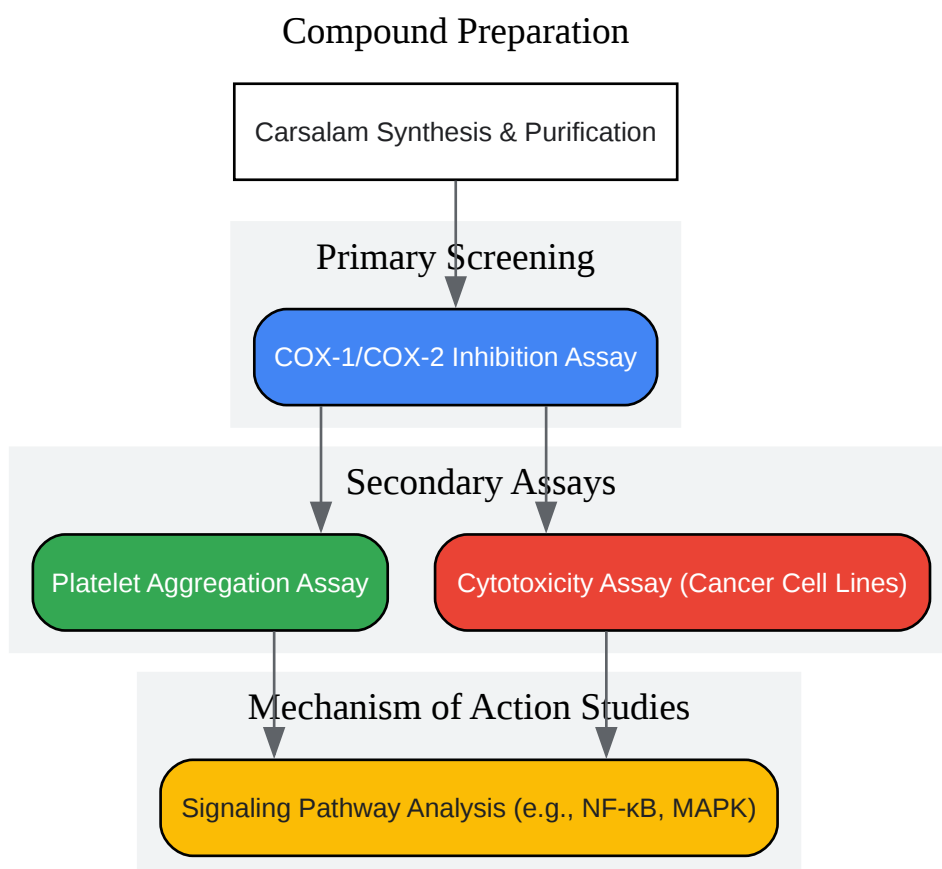 Compound Preparation
Carsalam Synthesis & Purification
Primary Screening
COX-1/COX-2 Inhibition Assay
Secondary Assays
Platelet Aggregation Assay
Cytotoxicity Assay (Cancer Cell Lines)
Mechanism of Action Studies
Signaling Pathway Analysis (e.g., NF-κB, MAPK)